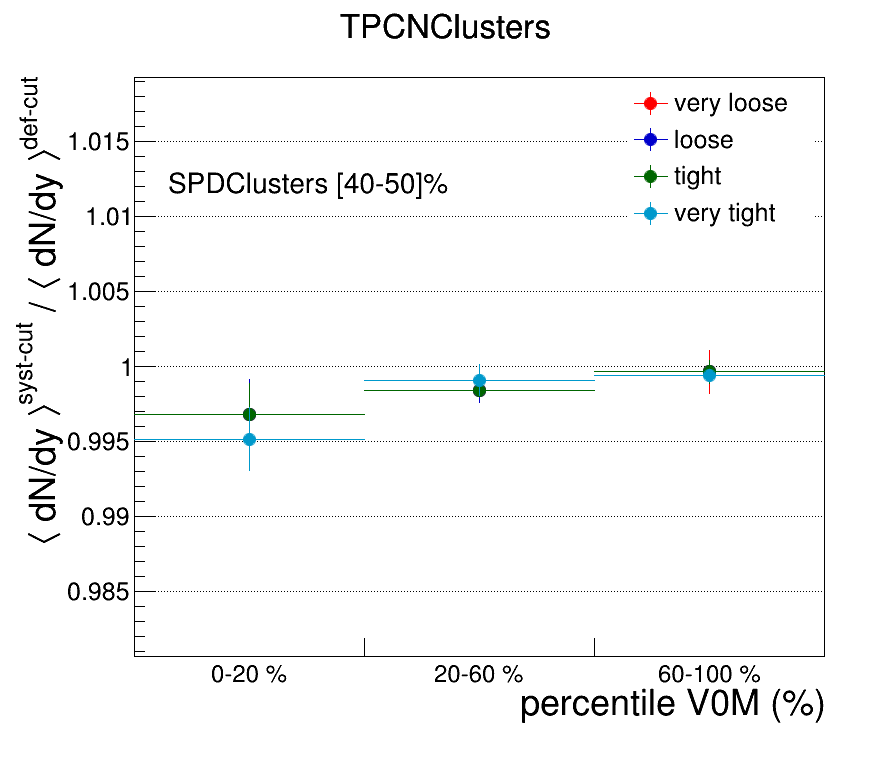 TPCNClusters
⟨ dN/dy ⟩^syst-cut / ⟨ dN/dy ⟩^def-cut
1.015
1.01
1.005
1
0.995
0.99
0.985
SPDClusters [40-50]%
very loose
loose
tight
very tight
0-20 %
20-60 %
60-100 %
percentile V0M (%)